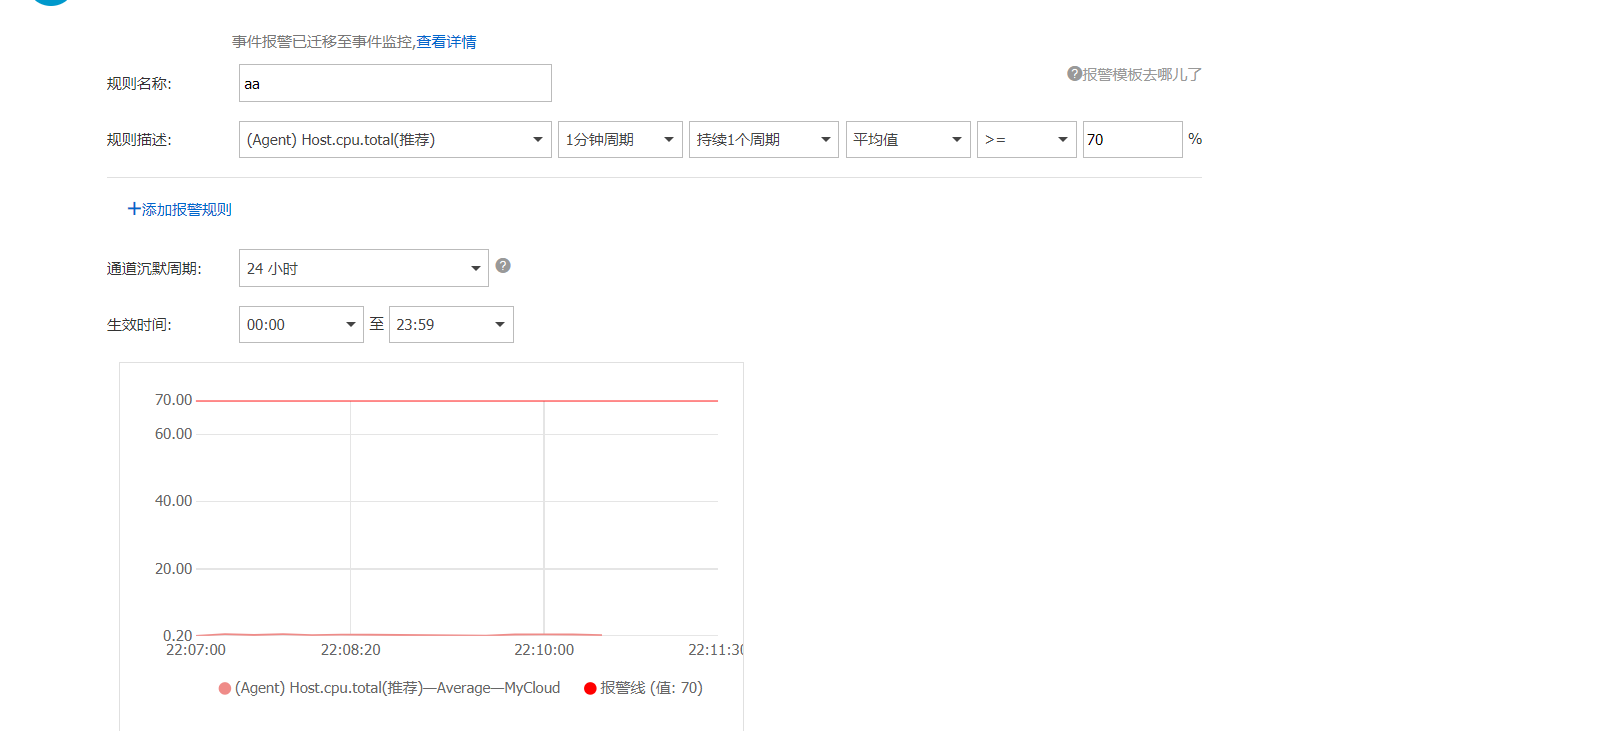 事件报警已迁移至事件监控,查看详情
规则名称: aa ?报警模板去哪儿了
规则描述: (Agent) Host.cpu.total(推荐) 1分钟周期 持续1个周期 平均值 >= 70 %
+添加报警规则
通道沉默周期: 24 小时 ?
生效时间: 00:00 至 23:59
70.00
60.00
40.00
20.00
0.20
22:07:00 22:08:20 22:10:00 22:11:30
(Agent) Host.cpu.total(推荐)—Average—MyCloud 报警线 (值: 70)